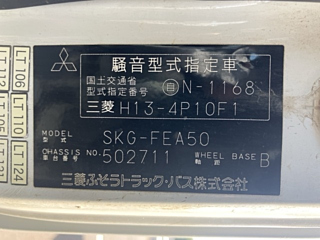 騒音型式指定車
国土交通省
型式指定番号 自 N-1168
三菱 H13-4P10F1
MODEL
型式 SKG-FEA50
CHASSIS NO.
車台番号 502711 WHEEL BASE B
三菱ふそうトラック・バス株式会社
LT112
LT106
LT110
LT124